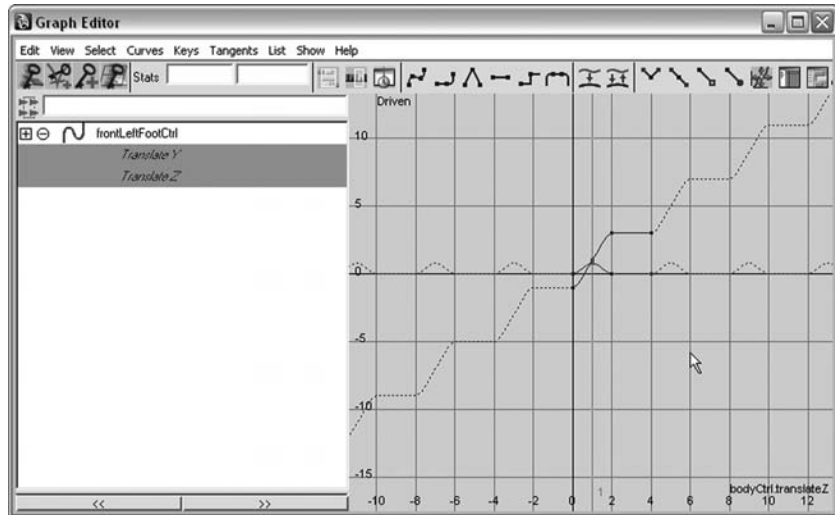 Graph Editor
Edit View Select Curves Keys Tangents List Show Help
Stats
frontLeftFootCtrl
Translate Y
Translate Z
<< >>
Driven
10
5
0
-5
-10
-15
-10 -8 -6 -4 -2 0 1 2 4 6 8 10 12
bodyCtrl.translateZ